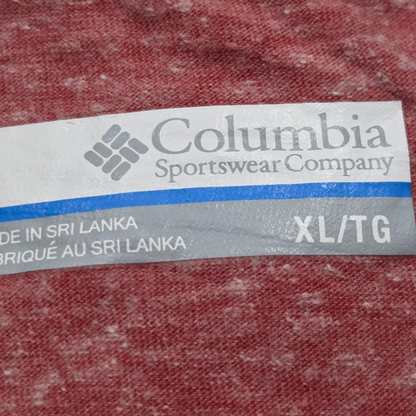 Columbia
Sportswear Company
DE IN SRI LANKA
XL/TG
BRIQUÉ AU SRI LANKA